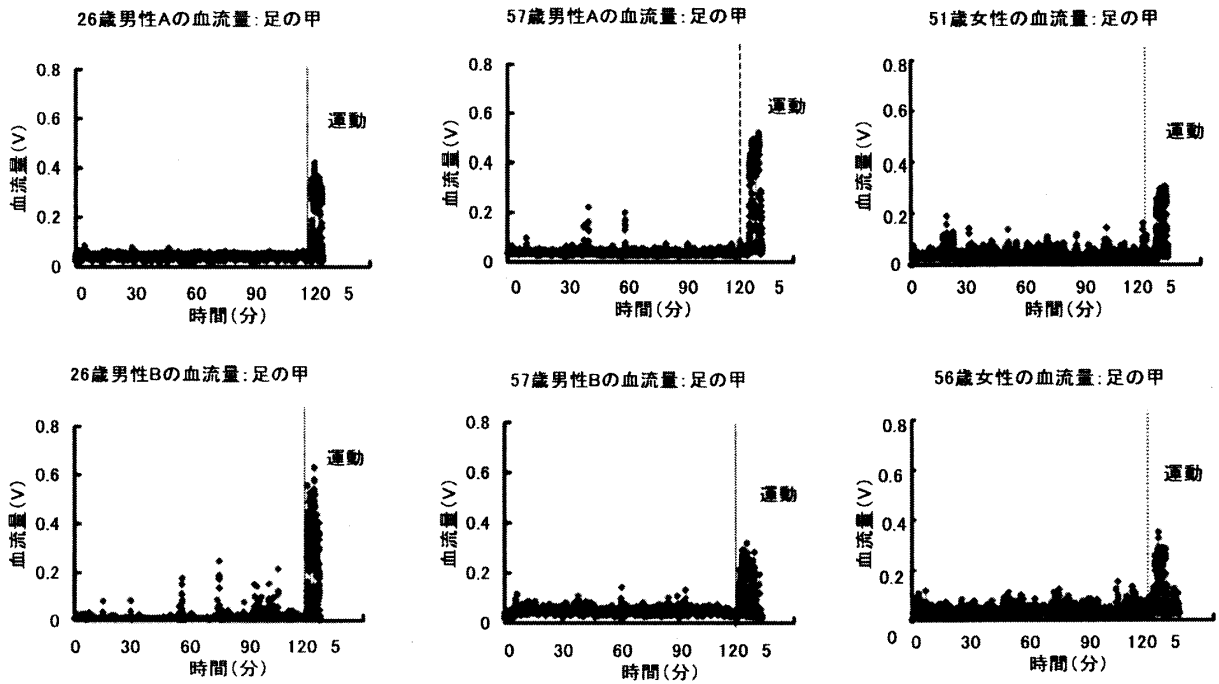 26歳男性Aの血流量:足の甲
血流量(V)
0.8
0.6
0.4
0.2
0
運動
0 30 60 90 120 5
時間(分)
57歳男性Aの血流量:足の甲
血流量(V)
0.8
0.6
0.4
0.2
0
運動
0 30 60 90 120 5
時間(分)
51歳女性の血流量:足の甲
血流量(V)
0.8
0.6
0.4
0.2
0
運動
0 30 60 90 120 5
時間(分)
26歳男性Bの血流量:足の甲
血流量(V)
0.8
0.6
0.4
0.2
0
運動
0 30 60 90 120 5
時間(分)
57歳男性Bの血流量:足の甲
血流量(V)
0.8
0.6
0.4
0.2
0
運動
0 30 60 90 120 5
時間(分)
56歳女性の血流量:足の甲
血流量(V)
0.8
0.6
0.4
0.2
0
運動
0 30 60 90 120 5
時間(分)